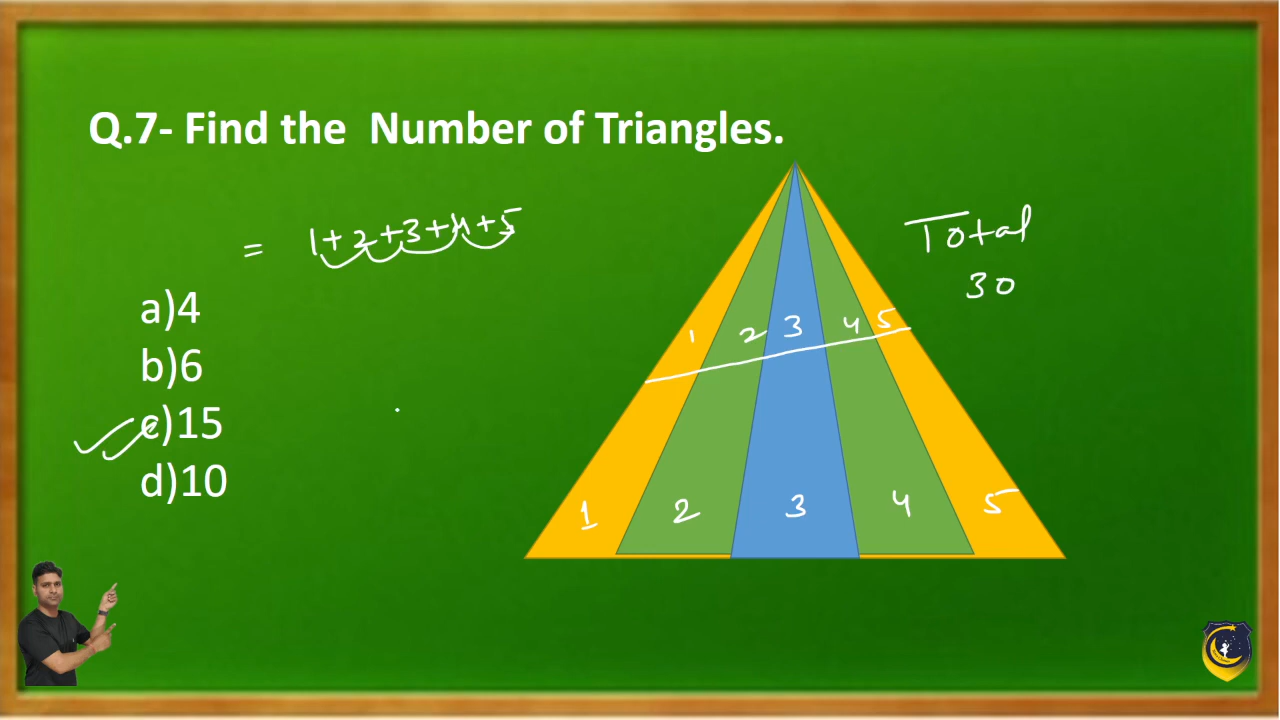 Q.7- Find the Number of Triangles.
= 1+2+3+4+5
Total
30
a)4
b)6
c)15
d)10
1 2 3 4 5
1 2 3 4 5